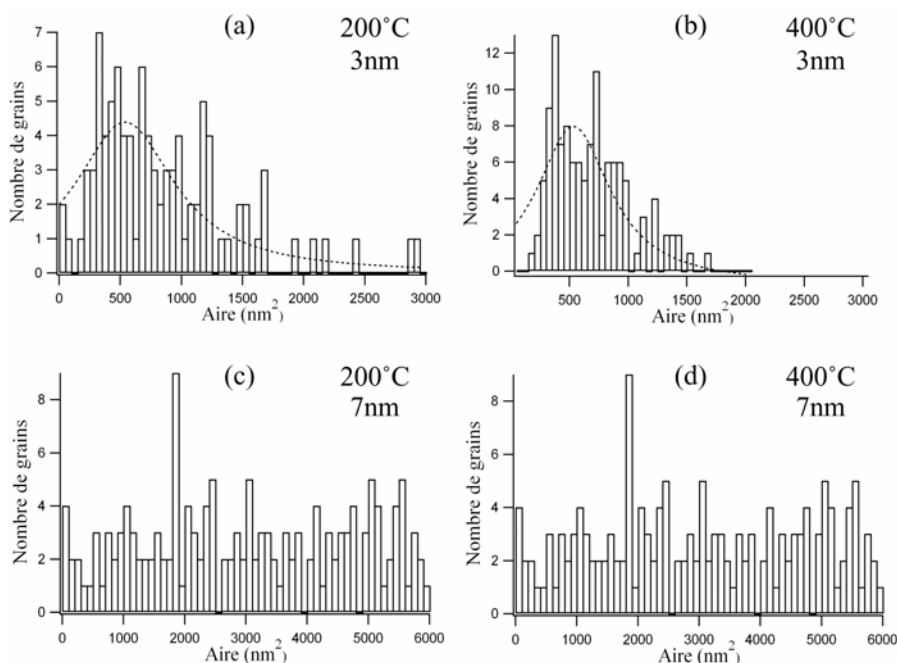 (a)
200°C
3nm
7
6
5
4
3
2
1
0
Nombre de grains
0 500 1000 1500 2000 2500 3000
Aire (nm²)
(b)
400°C
3nm
12
10
8
6
4
2
0
Nombre de grains
500 1000 1500 2000 2500 3000
Aire (nm²)
(c)
200°C
7nm
8
6
4
2
0
Nombre de grains
0 1000 2000 3000 4000 5000 6000
Aire (nm²)
(d)
400°C
7nm
8
6
4
2
0
Nombre de grains
0 1000 2000 3000 4000 5000 6000
Aire (nm²)